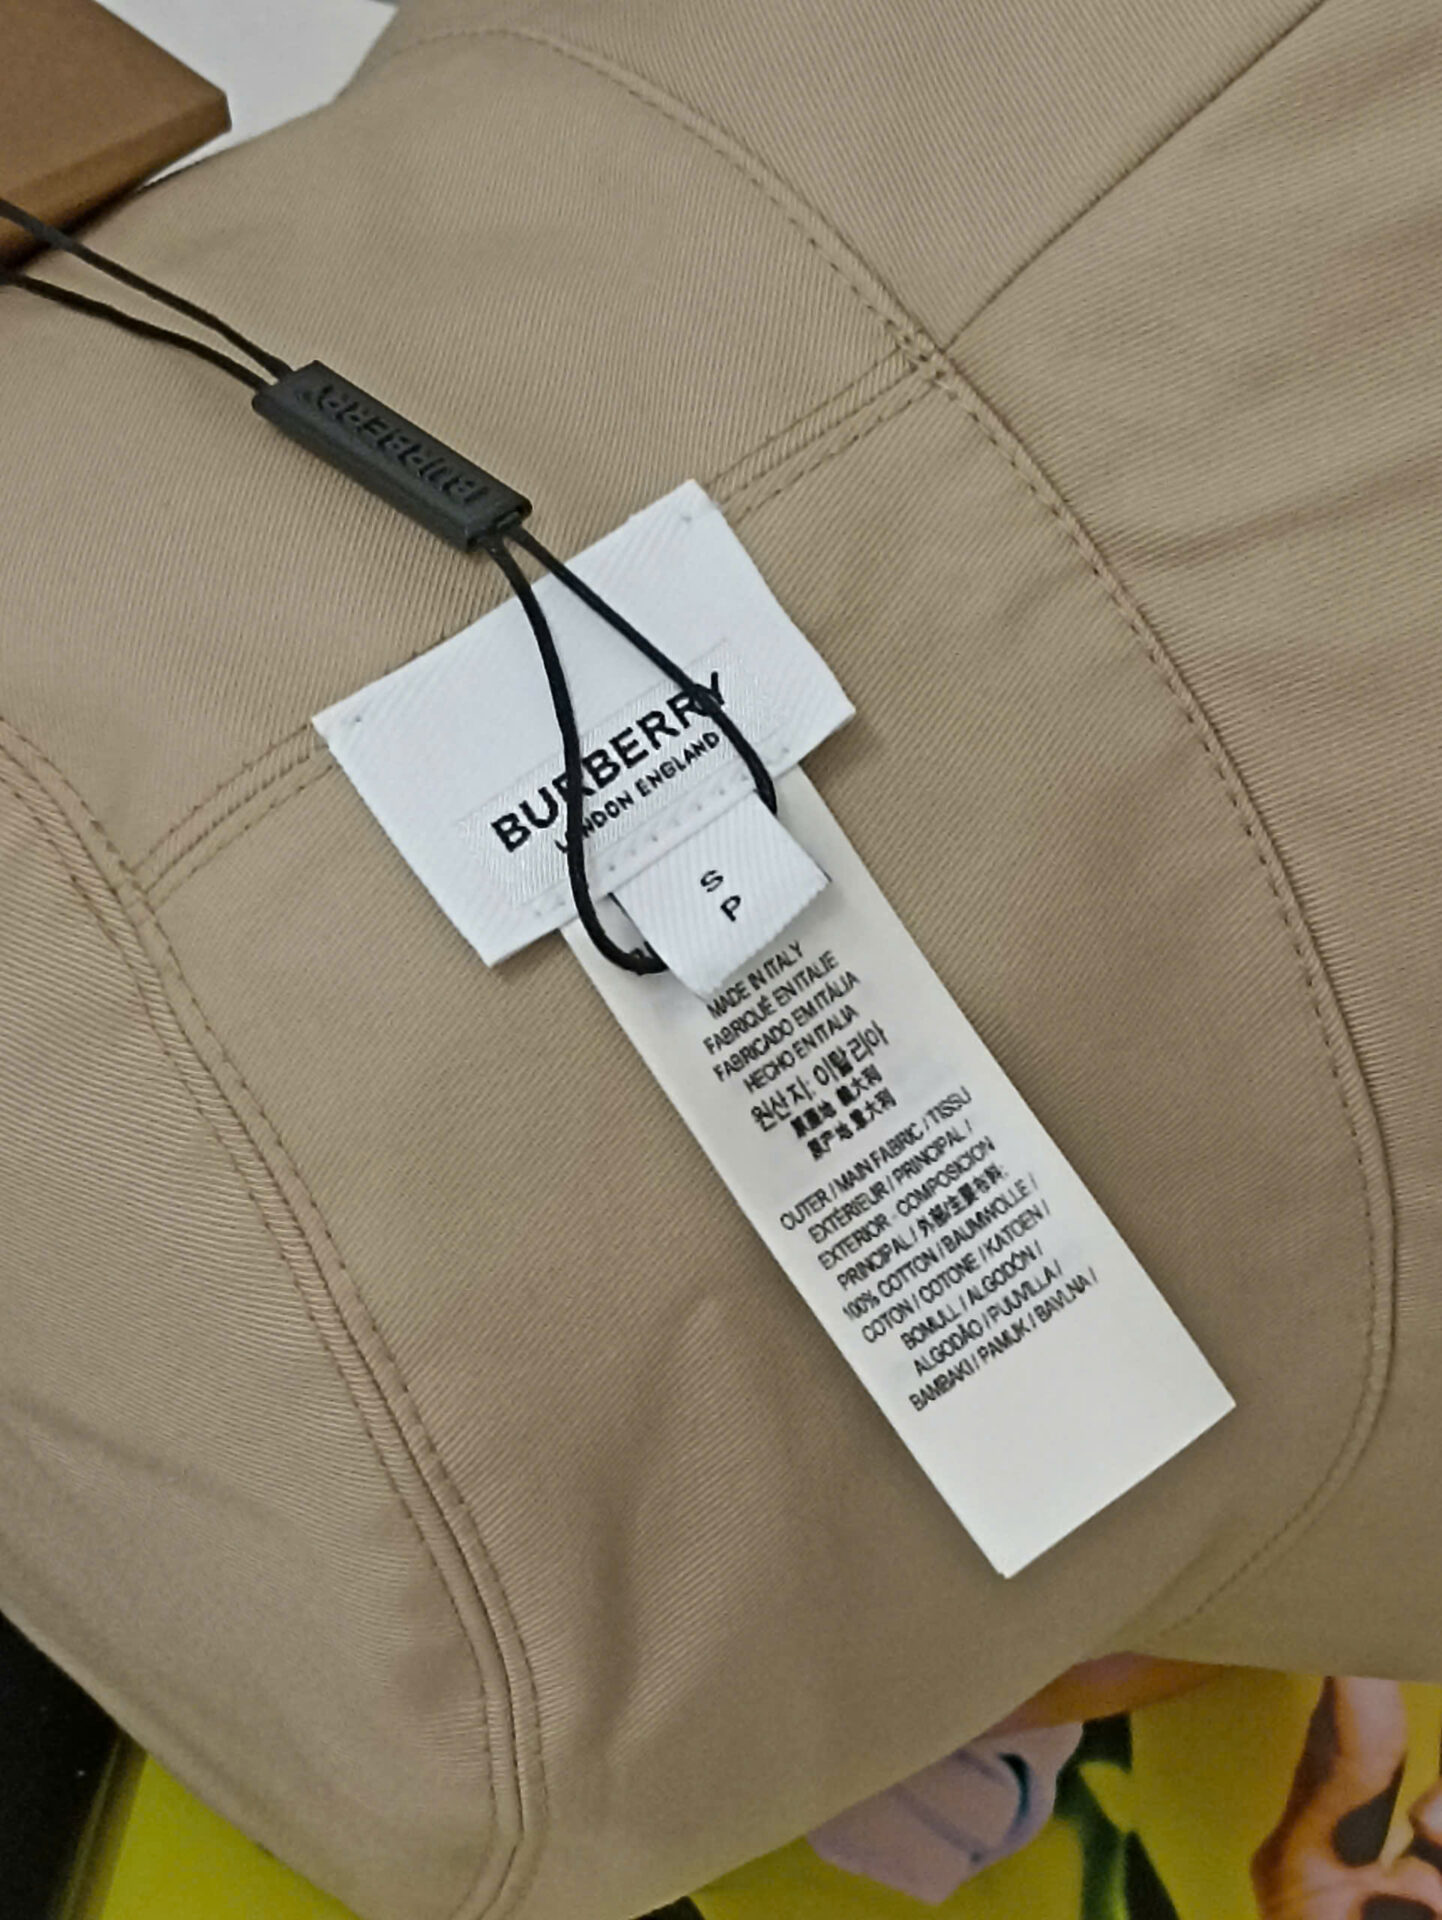 BURBERRY
BURBERRY
LONDON ENGLAND
S
P
MADE IN ITALY
FABRIQUÉ EN ITALIE
FABRICADO EM ITÁLIA
HECHO EN ITALIA
원산지: 이탈리아
原產地 義大利
原产地 意大利
OUTER / MAIN FABRIC / TISSU
EXTÉRIEUR / PRINCIPAL /
EXTERIOR - COMPOSICION
PRINCIPAL / 外部/主要布料:
100% COTTON / BAUMWOLLE /
COTON / COTONE / KATOEN /
BOMULL / ALGODÓN /
ALGODÃO / PUUVILLA /
BAMBAKI / PAMUK / BAVLNA /